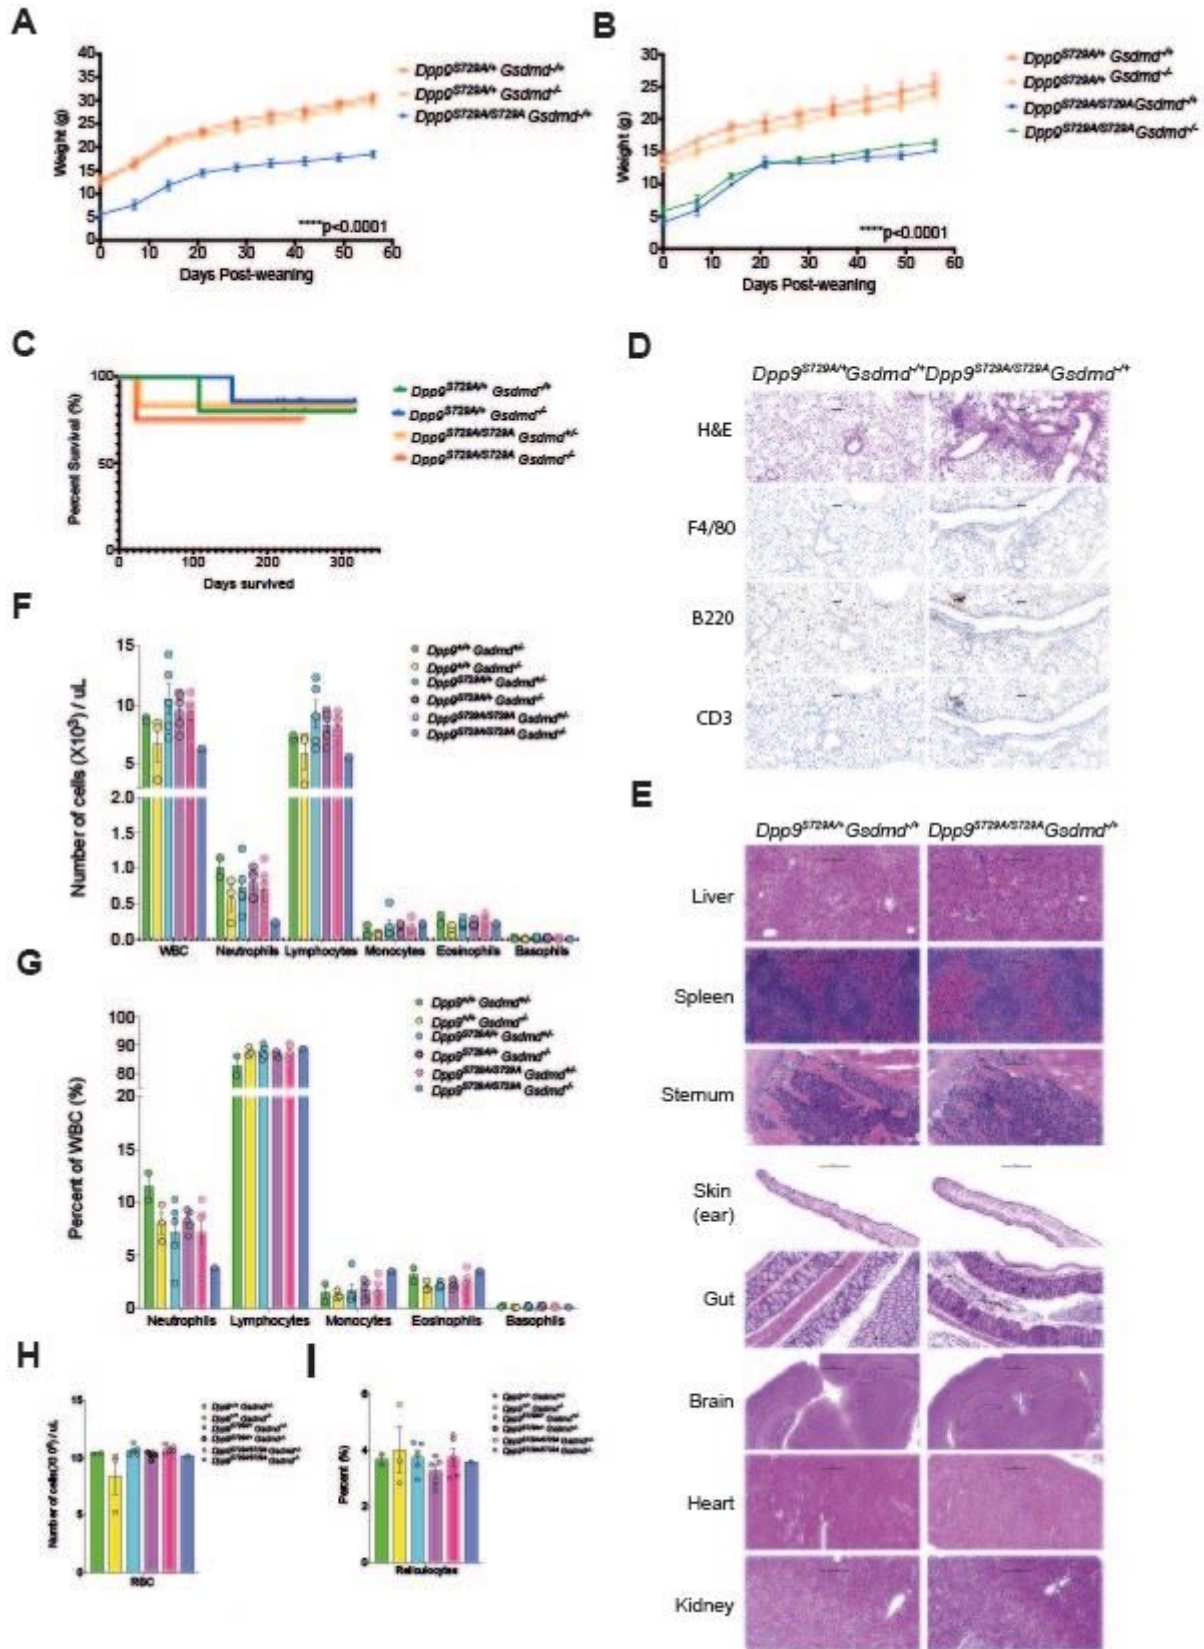 A
Weight (g)
40
35
30
25
20
15
10
5
0
0 10 20 30 40 50 60
Days Post-weaning
****p<0.0001
Dpp9S729A/+ Gsdmd-/+
Dpp9S729A/+ Gsdmd-/-
Dpp9S729A/S729A Gsdmd-/+
B
Weight (g)
30
25
20
15
10
5
0
0 10 20 30 40 50 60
Days Post-weaning
****p<0.0001
Dpp9S729A/+ Gsdmd-/+
Dpp9S729A/+ Gsdmd-/-
Dpp9S729A/S729A Gsdmd-/+
Dpp9S729A/S729A Gsdmd-/-
C
Percent Survival (%)
100
50
0
0 100 200 300
Days survived
Dpp9S729A/+ Gsdmd-/+
Dpp9S729A/+ Gsdmd-/-
Dpp9S729A/S729A Gsdmd+/-
Dpp9S729A/S729A Gsdmd-/-
D
Dpp9S729A/+Gsdmd-/+ Dpp9S729A/S729AGsdmd-/+
H&E
F4/80
B220
CD3
F
Number of cells (X10³) / uL
15
10
5
2.0
1.5
1.0
0.5
0.0
WBC Neutrophils Lymphocytes Monocytes Eosinophils Basophils
Dpp9+/+ Gsdmd+/-
Dpp9+/+ Gsdmd-/-
Dpp9S729A/+ Gsdmd+/-
Dpp9S729A/+ Gsdmd-/-
Dpp9S729A/S729A Gsdmd+/-
Dpp9S729A/S729A Gsdmd-/-
E
Dpp9S729A/+Gsdmd-/+ Dpp9S729A/S729AGsdmd-/+
Liver
Spleen
Sternum
Skin
(ear)
Gut
Brain
Heart
Kidney
G
Percent of WBC (%)
100
90
80
20
15
10
5
0
Neutrophils Lymphocytes Monocytes Eosinophils Basophils
Dpp9+/+ Gsdmd+/-
Dpp9+/+ Gsdmd-/-
Dpp9S729A/+ Gsdmd+/-
Dpp9S729A/+ Gsdmd-/-
Dpp9S729A/S729A Gsdmd+/-
Dpp9S729A/S729A Gsdmd-/-
H
15
10
5
0
RBC
I
Percent (%)
6
4
2
0
Reticulocytes